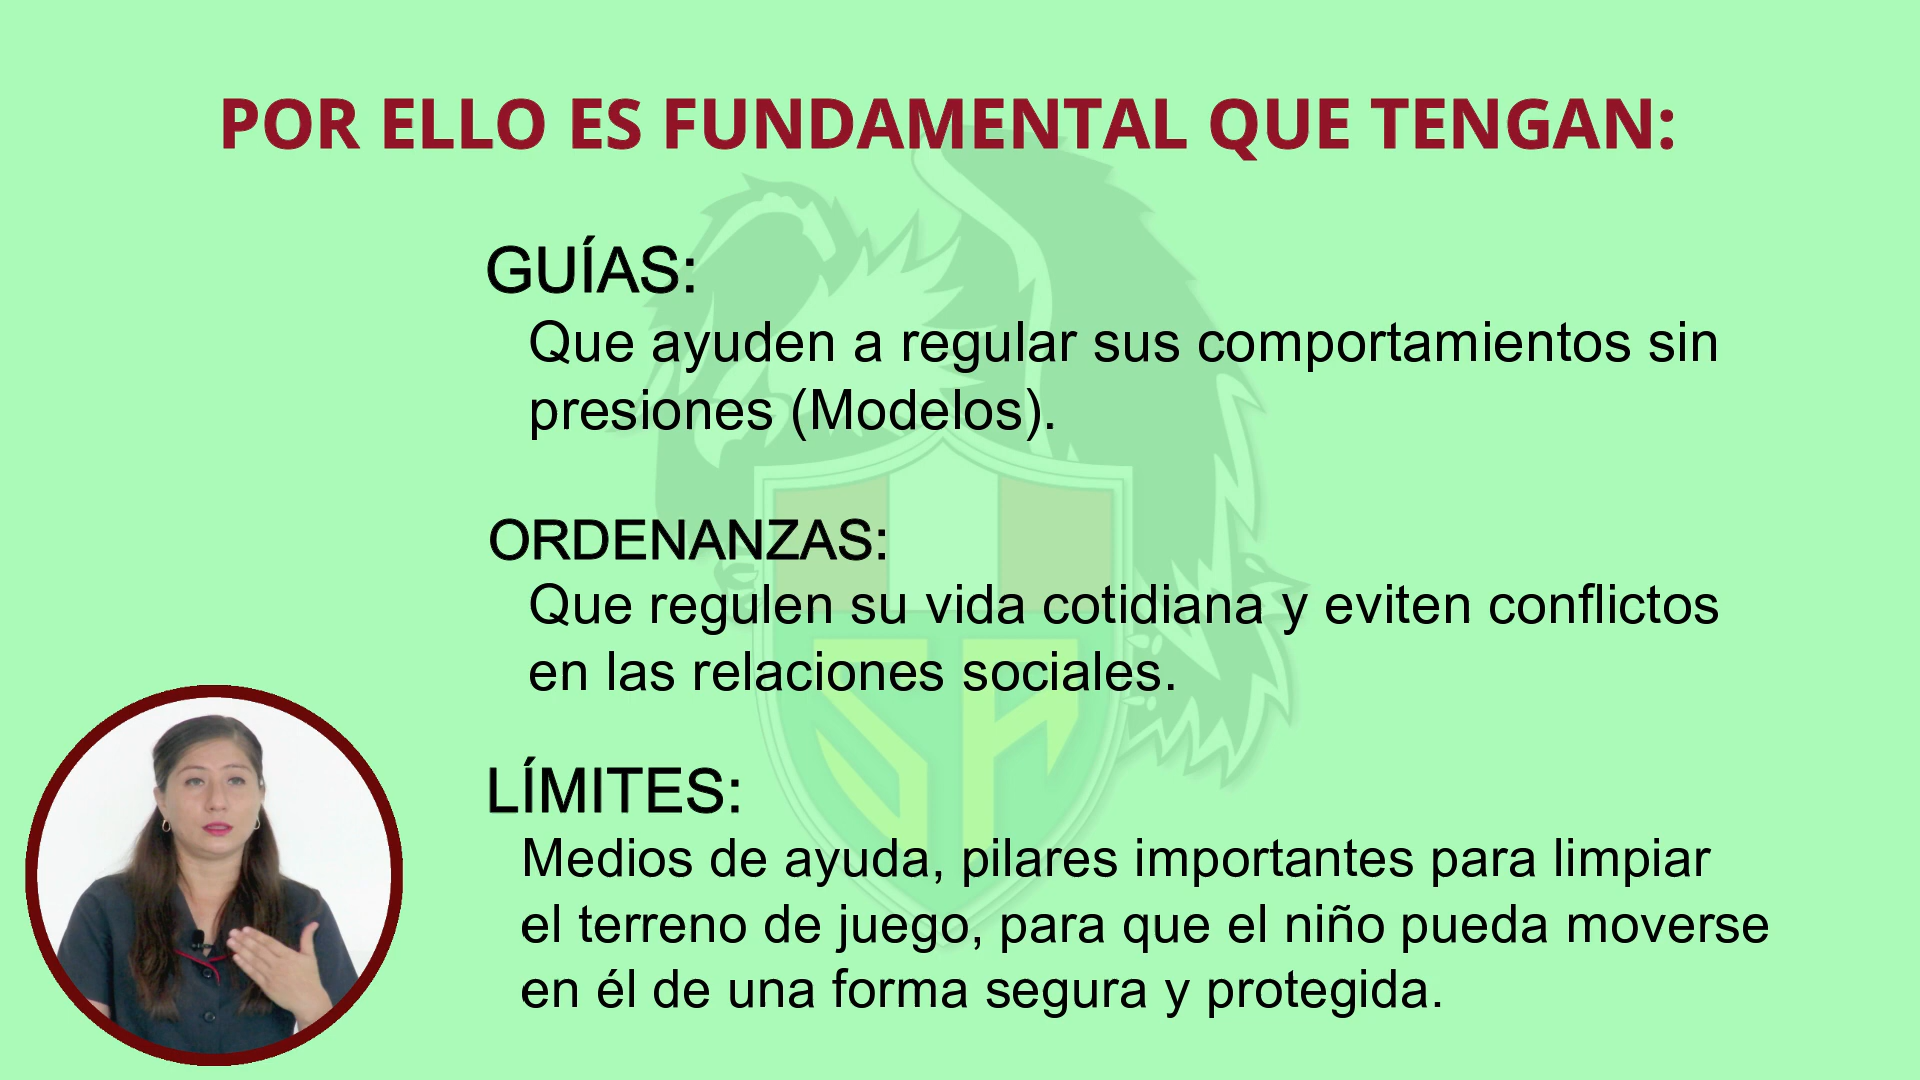 POR ELLO ES FUNDAMENTAL QUE TENGAN:
GUÍAS:
Que ayuden a regular sus comportamientos sin
presiones (Modelos).
ORDENANZAS:
Que regulen su vida cotidiana y eviten conflictos
en las relaciones sociales.
LÍMITES:
Medios de ayuda, pilares importantes para limpiar
el terreno de juego, para que el niño pueda moverse
en él de una forma segura y protegida.